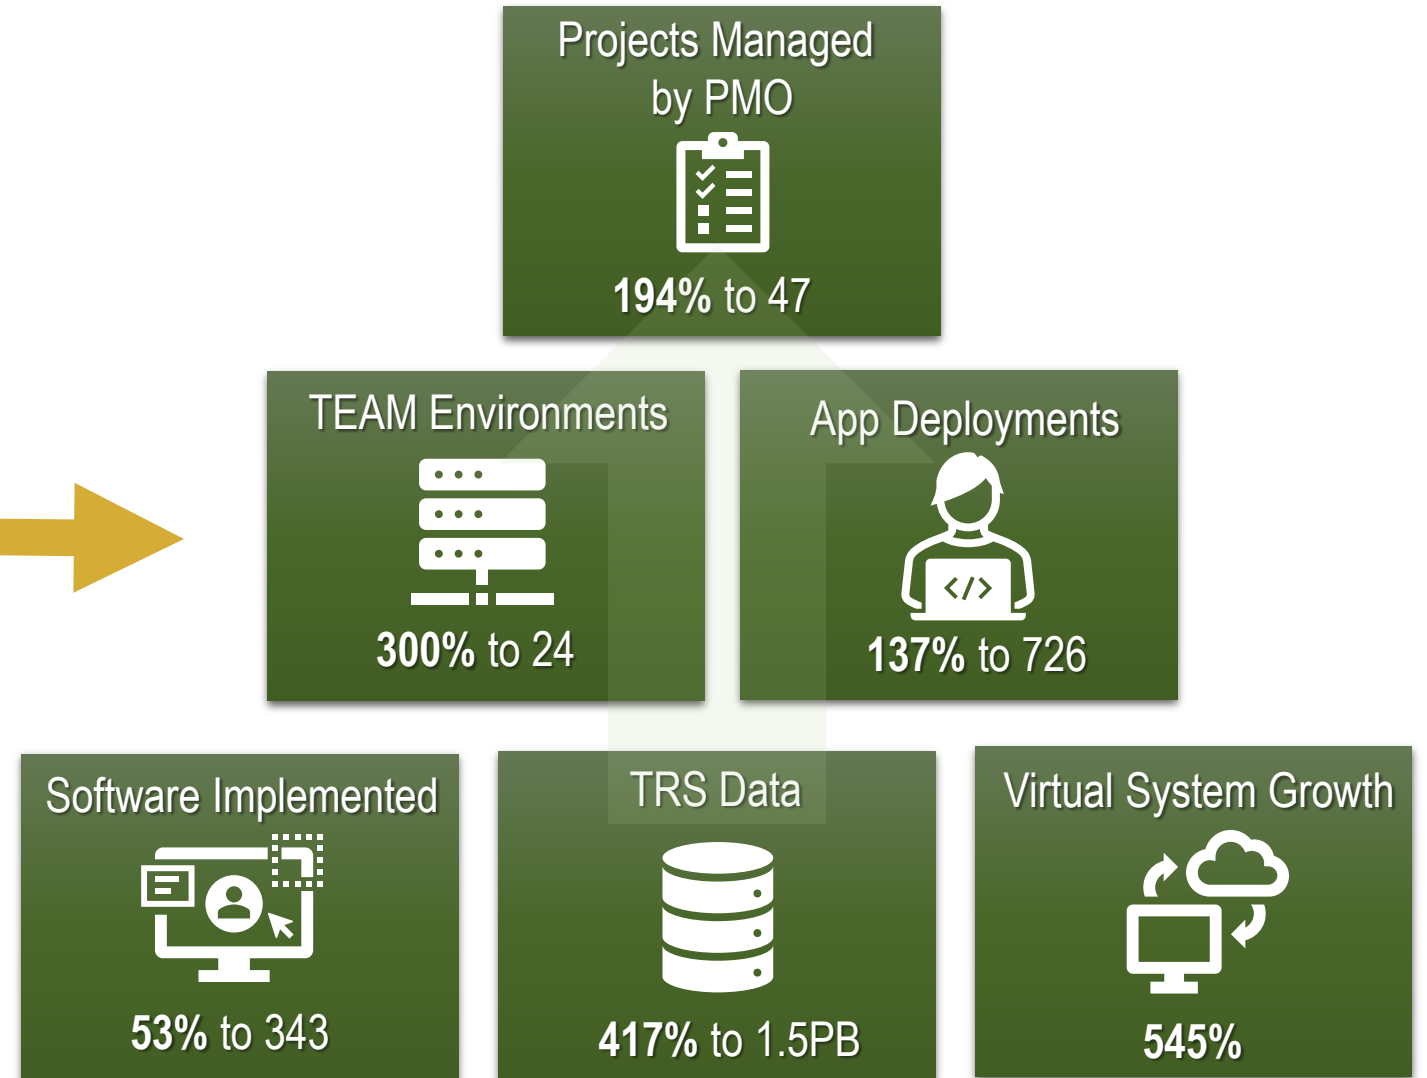 Projects Managed
by PMO
194% to 47
TEAM Environments
300% to 24
App Deployments
</>
137% to 726
Software Implemented
53% to 343
TRS Data
417% to 1.5PB
Virtual System Growth
545%